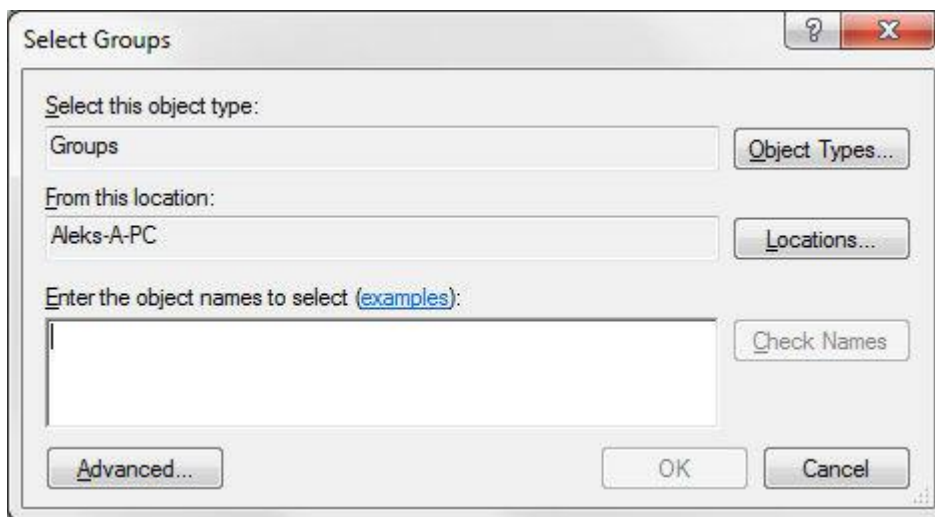 Select Groups
Select this object type:
Groups
Object Types...
From this location:
Aleks-A-PC
Locations...
Enter the object names to select (examples):
Check Names
Advanced...
OK
Cancel